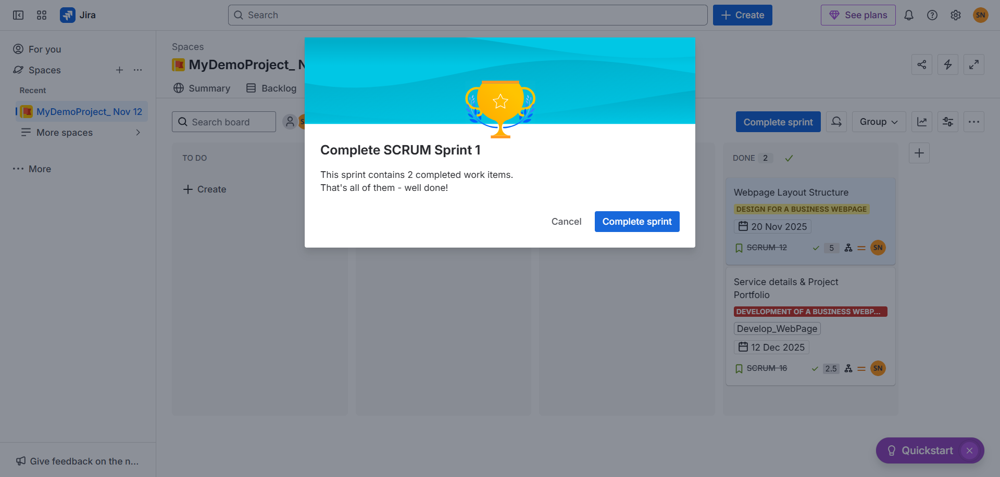 Jira
Search
Create
See plans
SN
For you
Spaces
Recent
MyDemoProject_ Nov 12
More spaces
More
Give feedback on the n...
Spaces
MyDemoProject_ N
Summary
Backlog
Search board
S
Complete sprint
Group
TO DO
Create
Complete SCRUM Sprint 1
This sprint contains 2 completed work items.
That's all of them - well done!
Cancel
Complete sprint
DONE 2
Webpage Layout Structure
DESIGN FOR A BUSINESS WEBPAGE
20 Nov 2025
SCRUM-12
5
SN
Service details & Project
Portfolio
DEVELOPMENT OF A BUSINESS WEBP...
Develop_WebPage
12 Dec 2025
SCRUM-16
2.5
SN
Quickstart